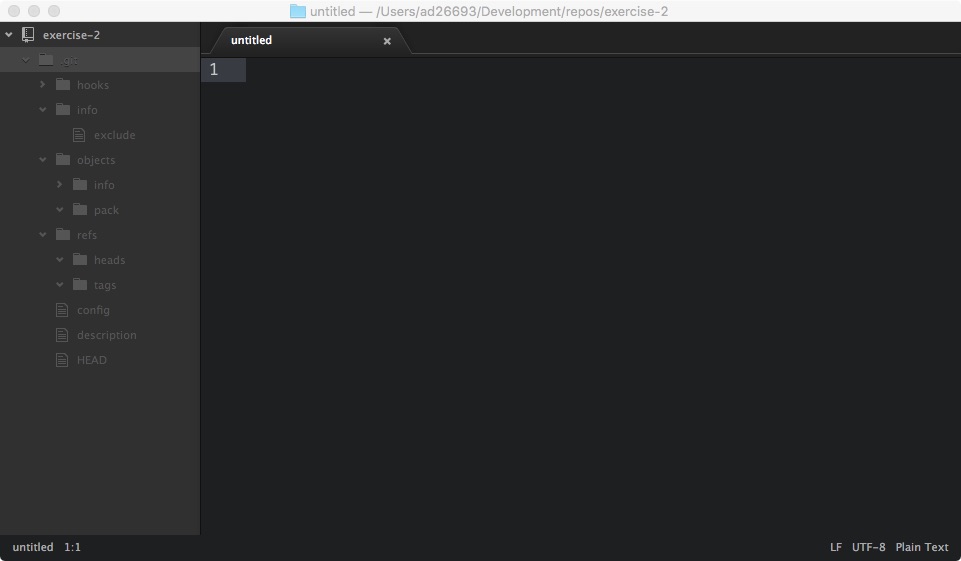 untitled — /Users/ad26693/Development/repos/exercise-2
exercise-2
.git
hooks
info
exclude
objects
info
pack
refs
heads
tags
config
description
HEAD
untitled
1
untitled 1:1
LF UTF-8 Plain Text